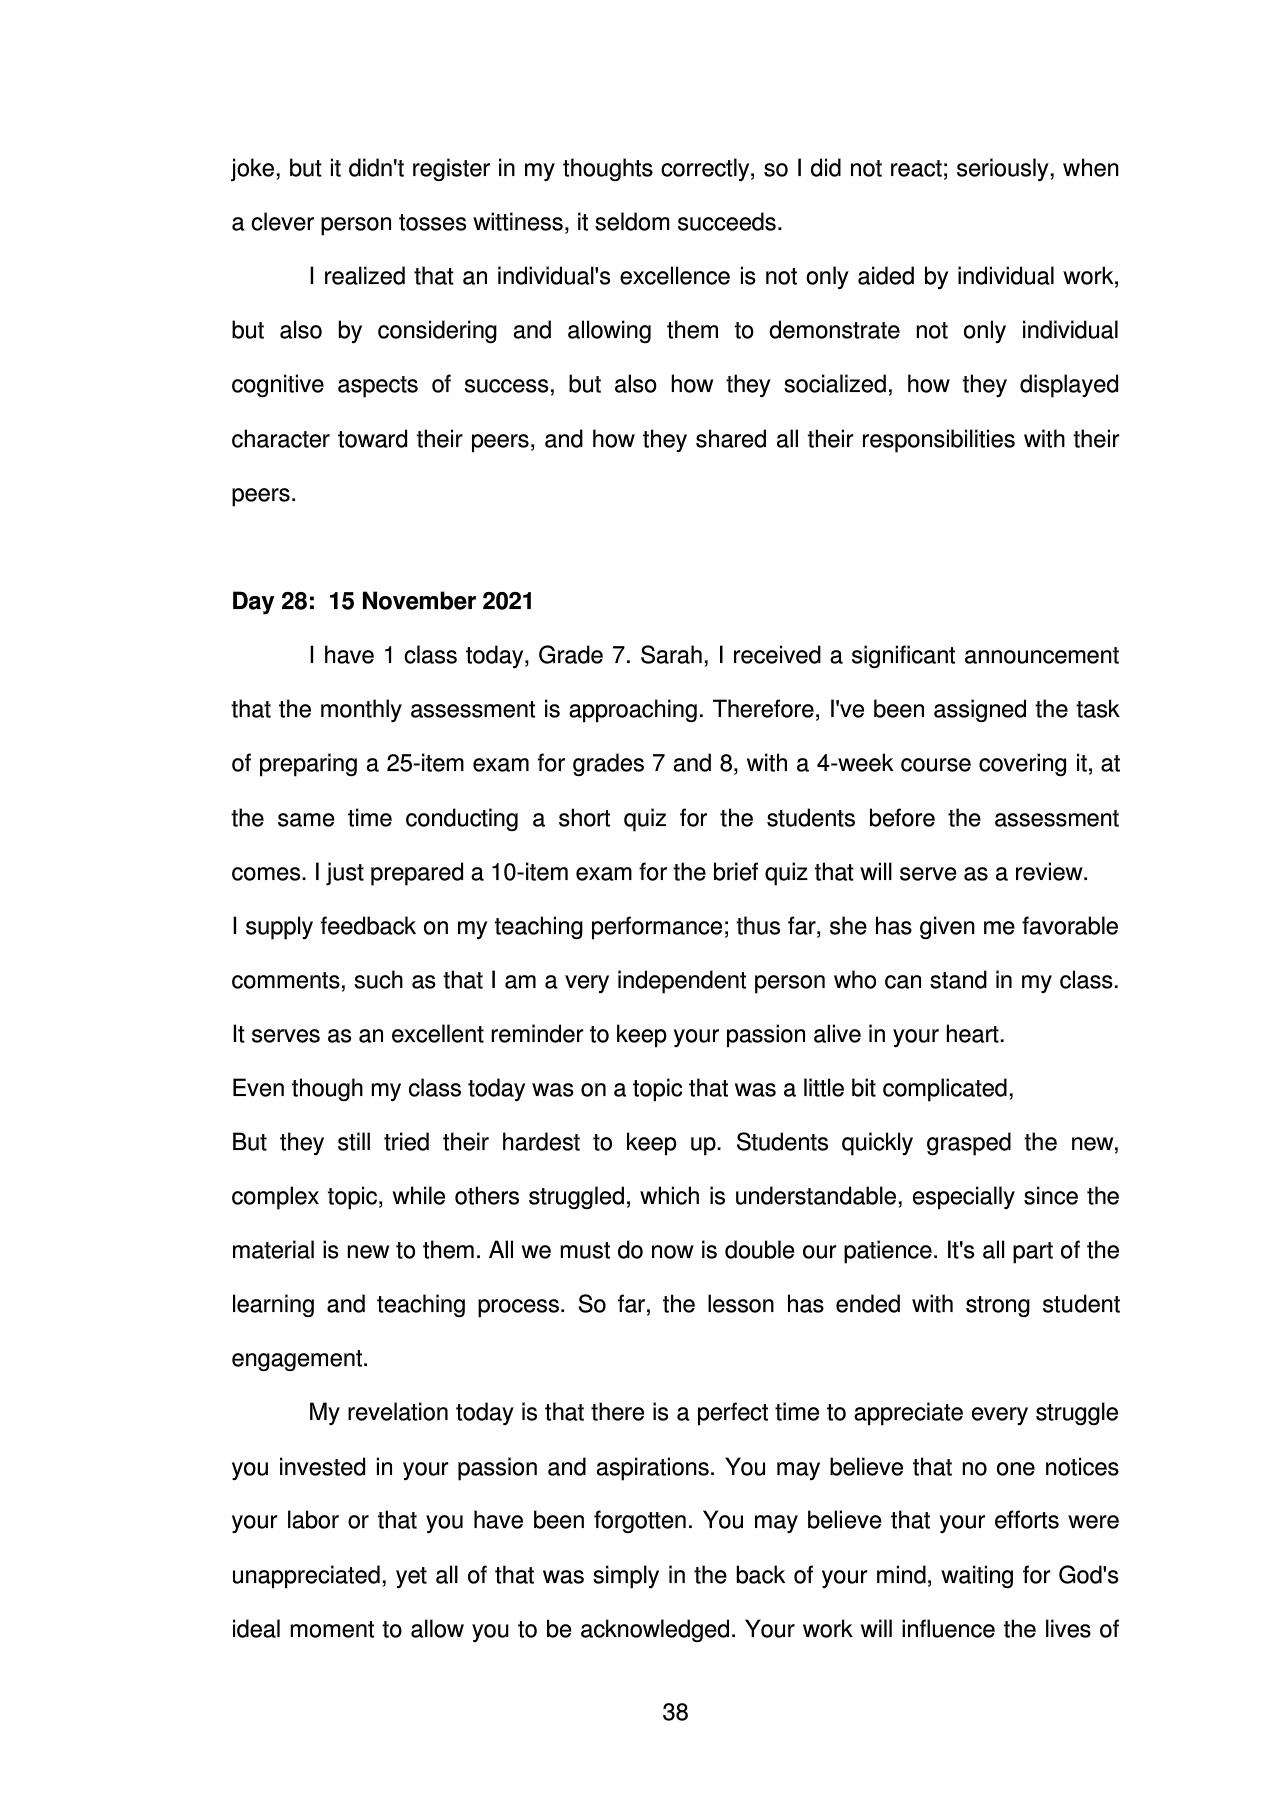 joke, but it didn't register in my thoughts correctly, so I did not react; seriously, when
a clever person tosses wittiness, it seldom succeeds.
I realized that an individual's excellence is not only aided by individual work,
but also by considering and allowing them to demonstrate not only individual
cognitive aspects of success, but also how they socialized, how they displayed
character toward their peers, and how they shared all their responsibilities with their
peers.
Day 28:  15 November 2021
I have 1 class today, Grade 7. Sarah, I received a significant announcement
that the monthly assessment is approaching. Therefore, I've been assigned the task
of preparing a 25-item exam for grades 7 and 8, with a 4-week course covering it, at
the same time conducting a short quiz for the students before the assessment
comes. I just prepared a 10-item exam for the brief quiz that will serve as a review.
I supply feedback on my teaching performance; thus far, she has given me favorable
comments, such as that I am a very independent person who can stand in my class.
It serves as an excellent reminder to keep your passion alive in your heart.
Even though my class today was on a topic that was a little bit complicated,
But they still tried their hardest to keep up. Students quickly grasped the new,
complex topic, while others struggled, which is understandable, especially since the
material is new to them. All we must do now is double our patience. It's all part of the
learning and teaching process. So far, the lesson has ended with strong student
engagement.
My revelation today is that there is a perfect time to appreciate every struggle
you invested in your passion and aspirations. You may believe that no one notices
your labor or that you have been forgotten. You may believe that your efforts were
unappreciated, yet all of that was simply in the back of your mind, waiting for God's
ideal moment to allow you to be acknowledged. Your work will influence the lives of
38